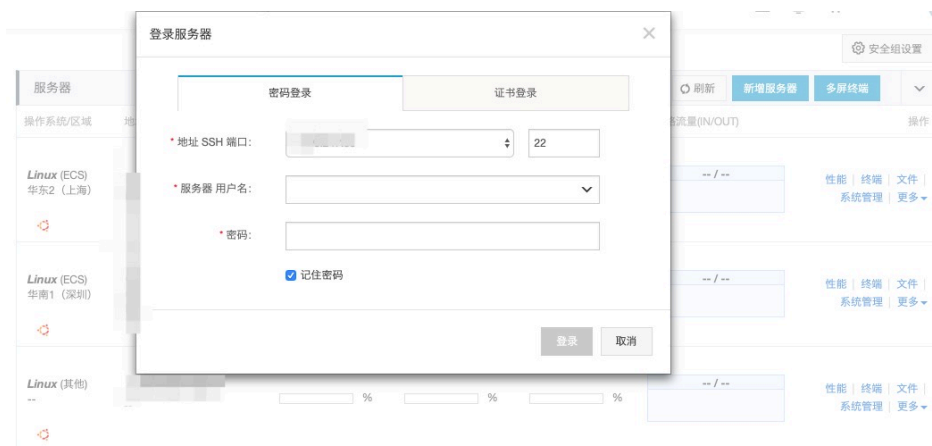 登录服务器
安全组设置
密码登录
证书登录
服务器
刷新
新增服务器
多屏终端
操作系统/区域
地
流量(IN/OUT)
操作
* 地址 SSH 端口:
22
Linux (ECS)
华东2（上海）
-- / --
性能 | 终端 | 文件 |
系统管理 | 更多
* 服务器 用户名:
* 密码:
记住密码
Linux (ECS)
华南1（深圳）
-- / --
性能 | 终端 | 文件 |
系统管理 | 更多
登录
取消
Linux (其他)
--
--
%
%
%
-- / --
性能 | 终端 | 文件 |
系统管理 | 更多